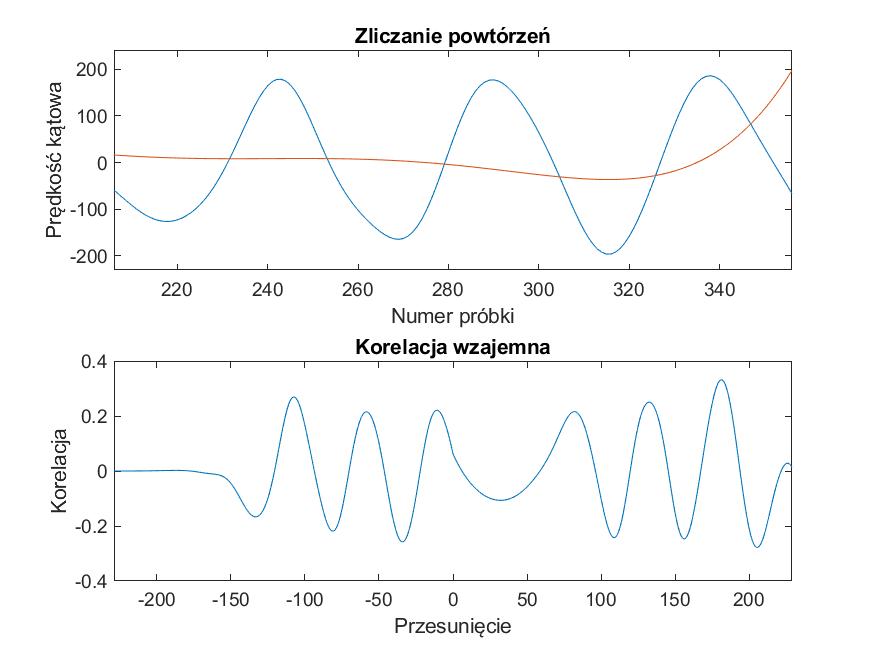 Zliczanie powtórzeń
200
100
0
-100
-200
Prędkość kątowa
220 240 260 280 300 320 340
Numer próbki
Korelacja wzajemna
0.4
0.2
0
-0.2
-0.4
Korelacja
-200 -150 -100 -50 0 50 100 150 200
Przesunięcie